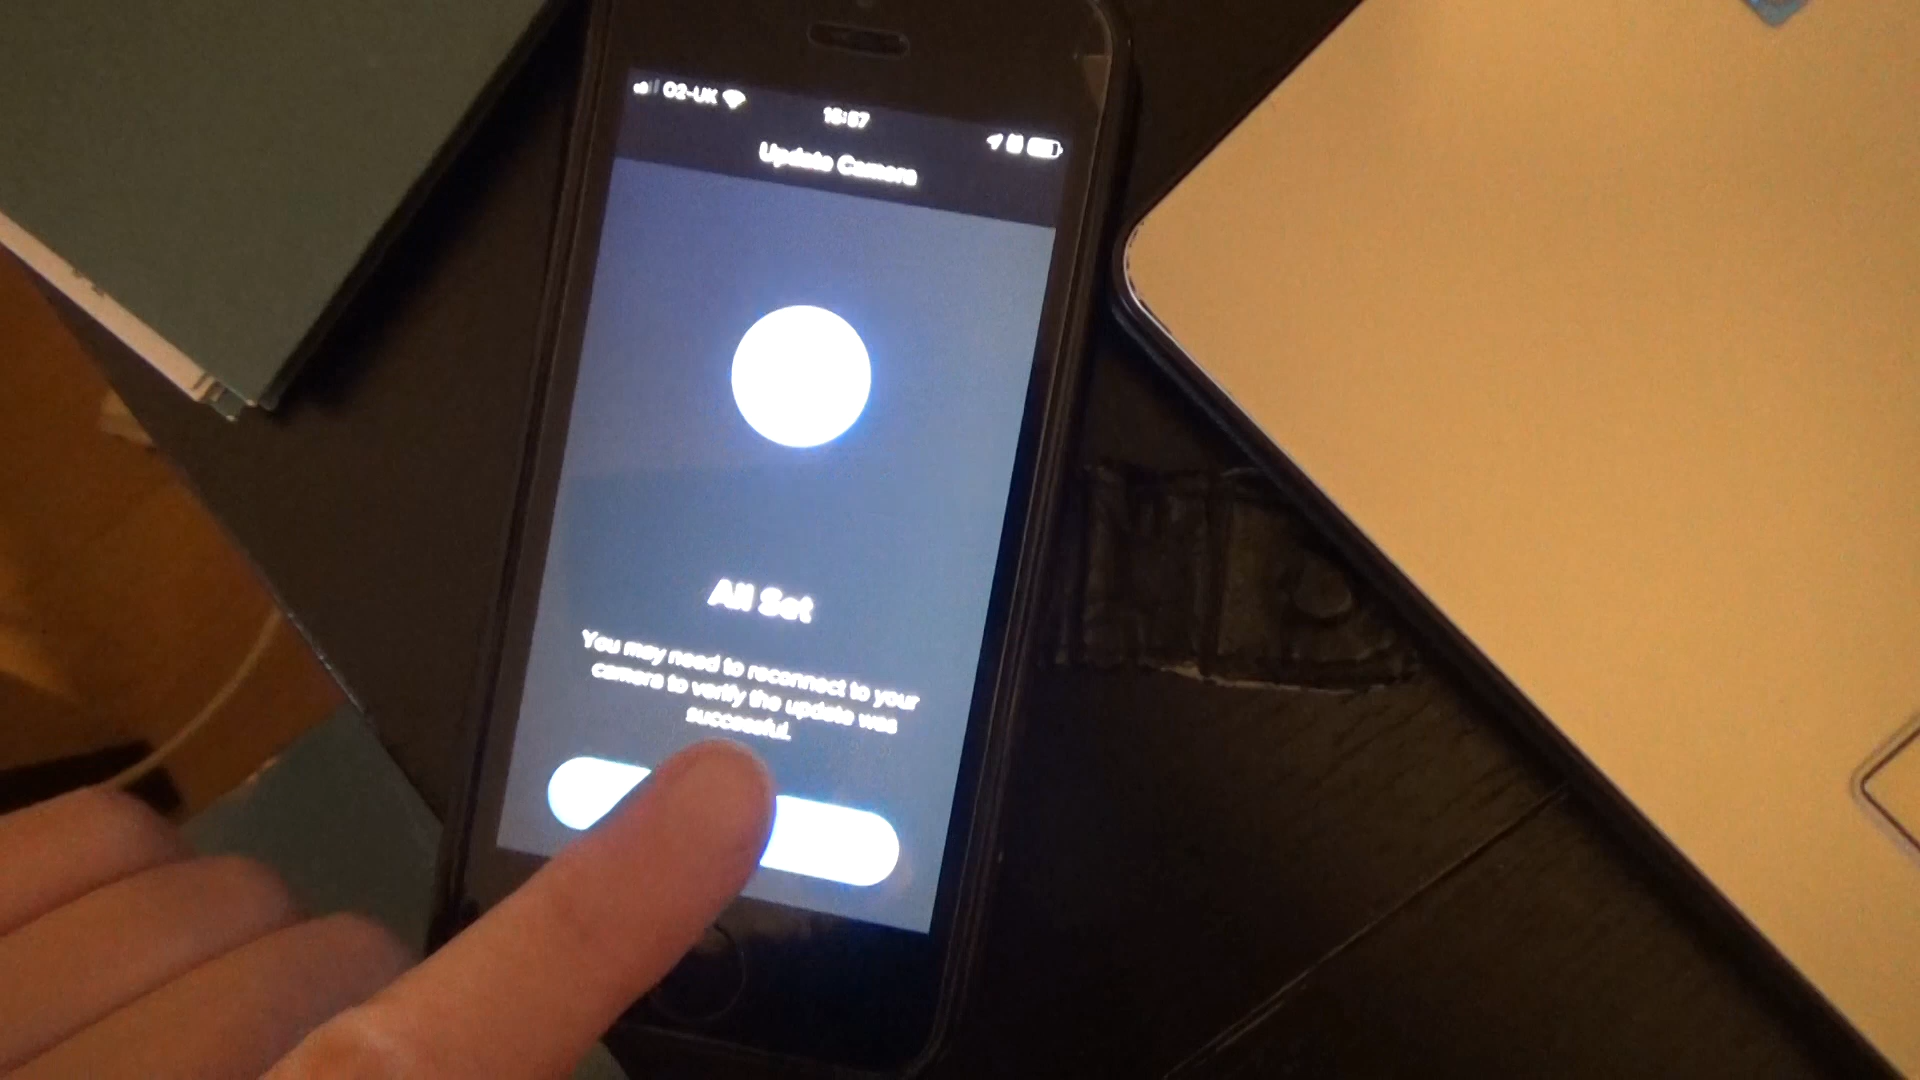 O2-UK
Update Camera
All Set
You may need to reconnect to your
camera to verify the update was
successful.